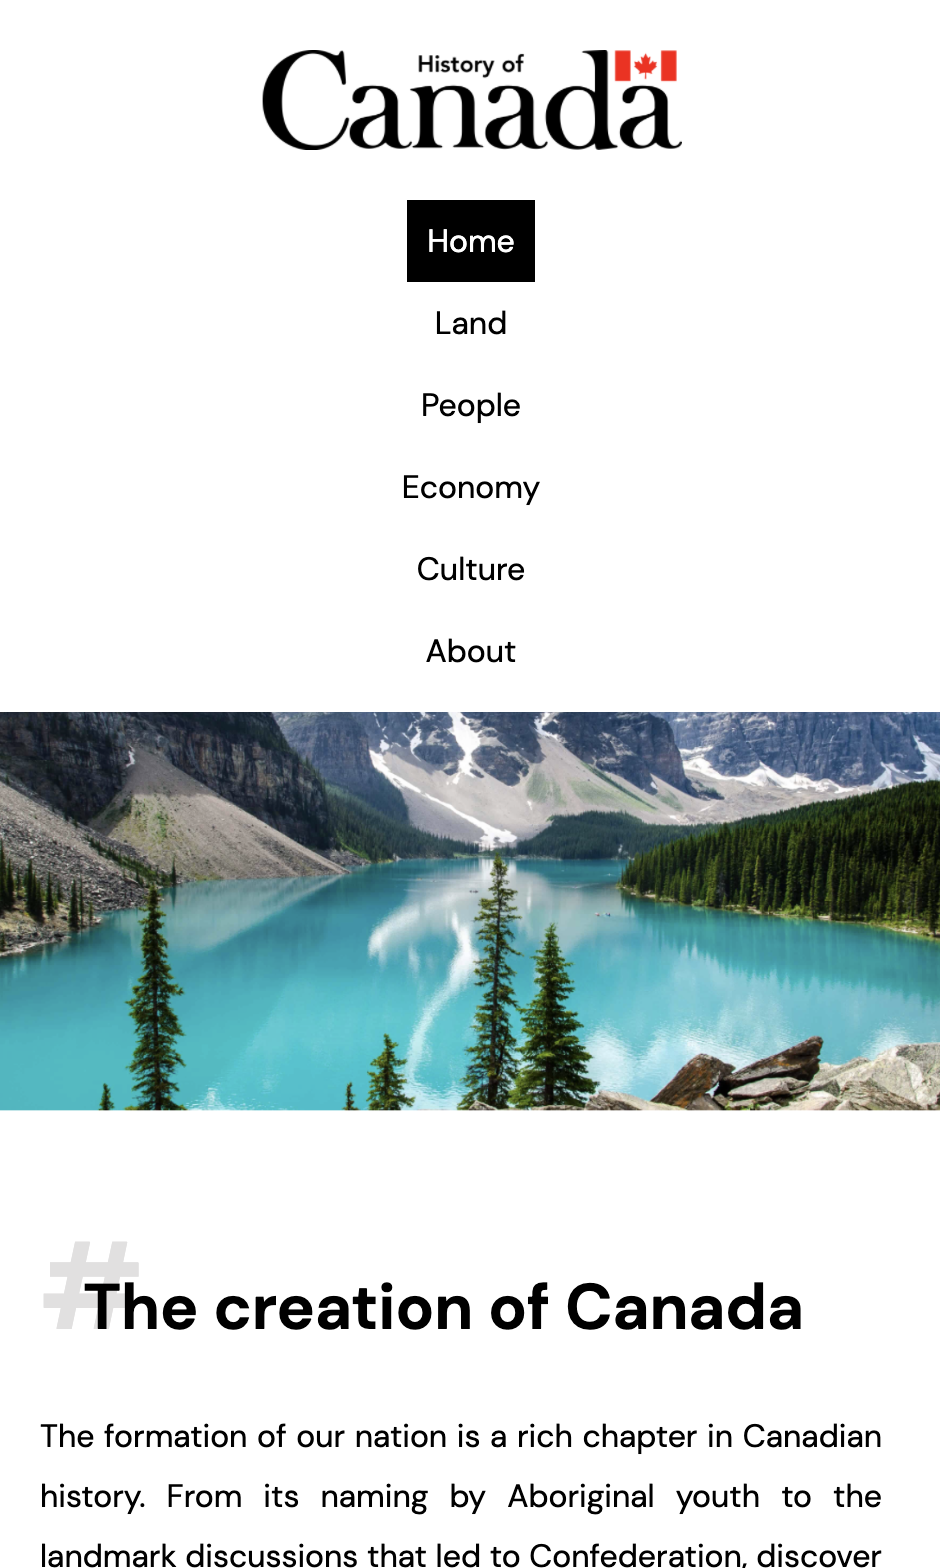 History of
Canada
Home
Land
People
Economy
Culture
About
#
The creation of Canada
The formation of our nation is a rich chapter in Canadian
history. From its naming by Aboriginal youth to the
landmark discussions that led to Confederation, discover